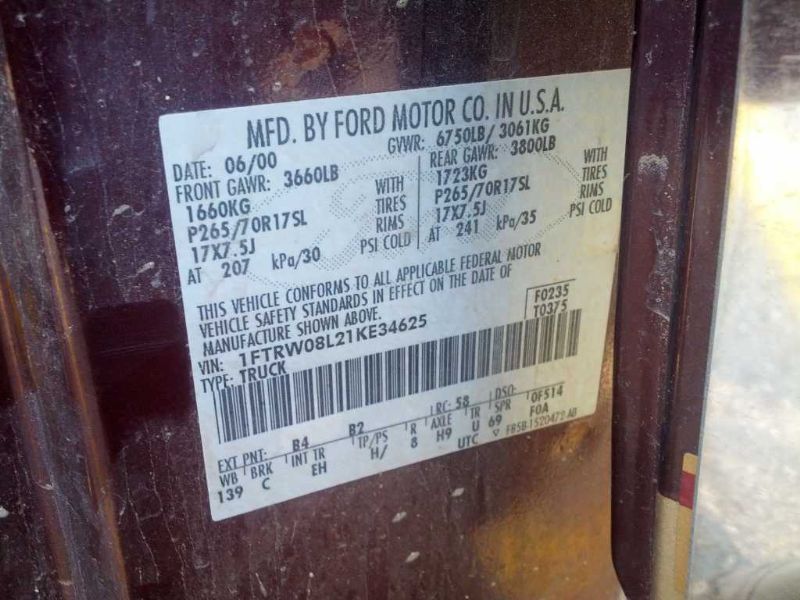 MFD. BY FORD MOTOR CO. IN U.S.A.
DATE: 06/00 GVWR: 6750LB/ 3061KG
FRONT GAWR: 3660LB REAR GAWR: 3800LB
1660KG WITH 1723KG WITH
P265/70R17SL TIRES P265/70R17SL TIRES
17X7.5J RIMS 17X7.5J RIMS
AT 207 kPa/30 PSI COLD AT 241 kPa/35 PSI COLD
THIS VEHICLE CONFORMS TO ALL APPLICABLE FEDERAL MOTOR
VEHICLE SAFETY STANDARDS IN EFFECT ON THE DATE OF
MANUFACTURE SHOWN ABOVE. F0235
VIN: 1FTRW08L21KE34625 T0375
TYPE: TRUCK
EXT PNT: B4 B2 RC: 58 DSO: 0F514
WB BRK INT TR TP/PS R AXLE TR SPR F0A
139 C EH H/ 8 H9 U 69
UTC